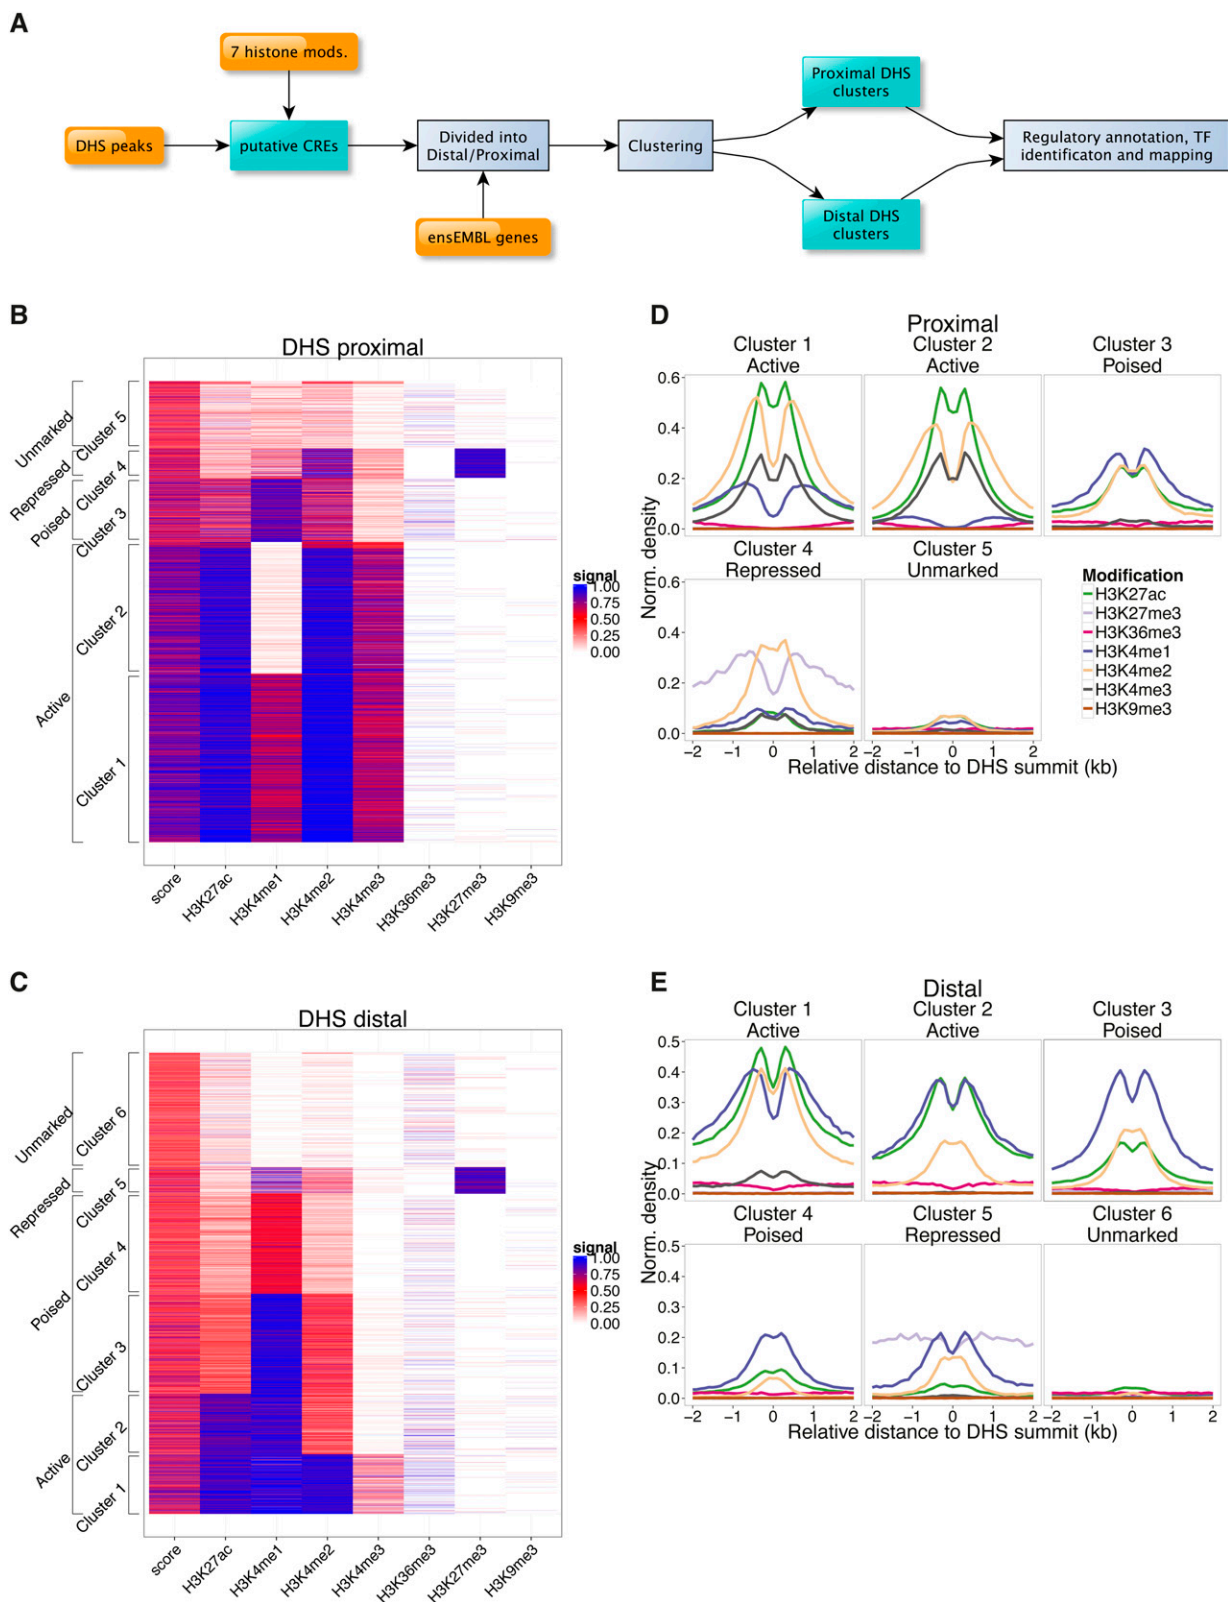 A
7 histone mods.
DHS peaks
putative CREs
Divided into
Distal/Proximal
ensEMBL genes
Clustering
Proximal DHS
clusters
Distal DHS
clusters
Regulatory annotation, TF
identificaton and mapping
B
DHS proximal
Unmarked
Repressed
Poised
Active
Cluster 5
Cluster 4
Cluster 3
Cluster 2
Cluster 1
signal
1.00
0.75
0.50
0.25
0.00
score
H3K27ac
H3K4me1
H3K4me2
H3K4me3
H3K36me3
H3K27me3
H3K9me3
D
Proximal
Cluster 1
Active
Cluster 2
Active
Cluster 3
Poised
0.6
0.4
0.2
0.0
Cluster 4
Repressed
Cluster 5
Unmarked
0.6
0.4
0.2
0.0
Norm. density
−2 −1 0 1 2
−2 −1 0 1 2
Relative distance to DHS summit (kb)
Modification
H3K27ac
H3K27me3
H3K36me3
H3K4me1
H3K4me2
H3K4me3
H3K9me3
C
DHS distal
Unmarked
Repressed
Poised
Active
Cluster 6
Cluster 5
Cluster 4
Cluster 3
Cluster 2
Cluster 1
signal
1.00
0.75
0.50
0.25
0.00
score
H3K27ac
H3K4me1
H3K4me2
H3K4me3
H3K36me3
H3K27me3
H3K9me3
E
Distal
Cluster 1
Active
Cluster 2
Active
Cluster 3
Poised
0.5
0.4
0.3
0.2
0.1
0.0
Cluster 4
Poised
Cluster 5
Repressed
Cluster 6
Unmarked
0.5
0.4
0.3
0.2
0.1
0.0
Norm. density
−2 −1 0 1 2
−2 −1 0 1 2
−2 −1 0 1 2
Relative distance to DHS summit (kb)